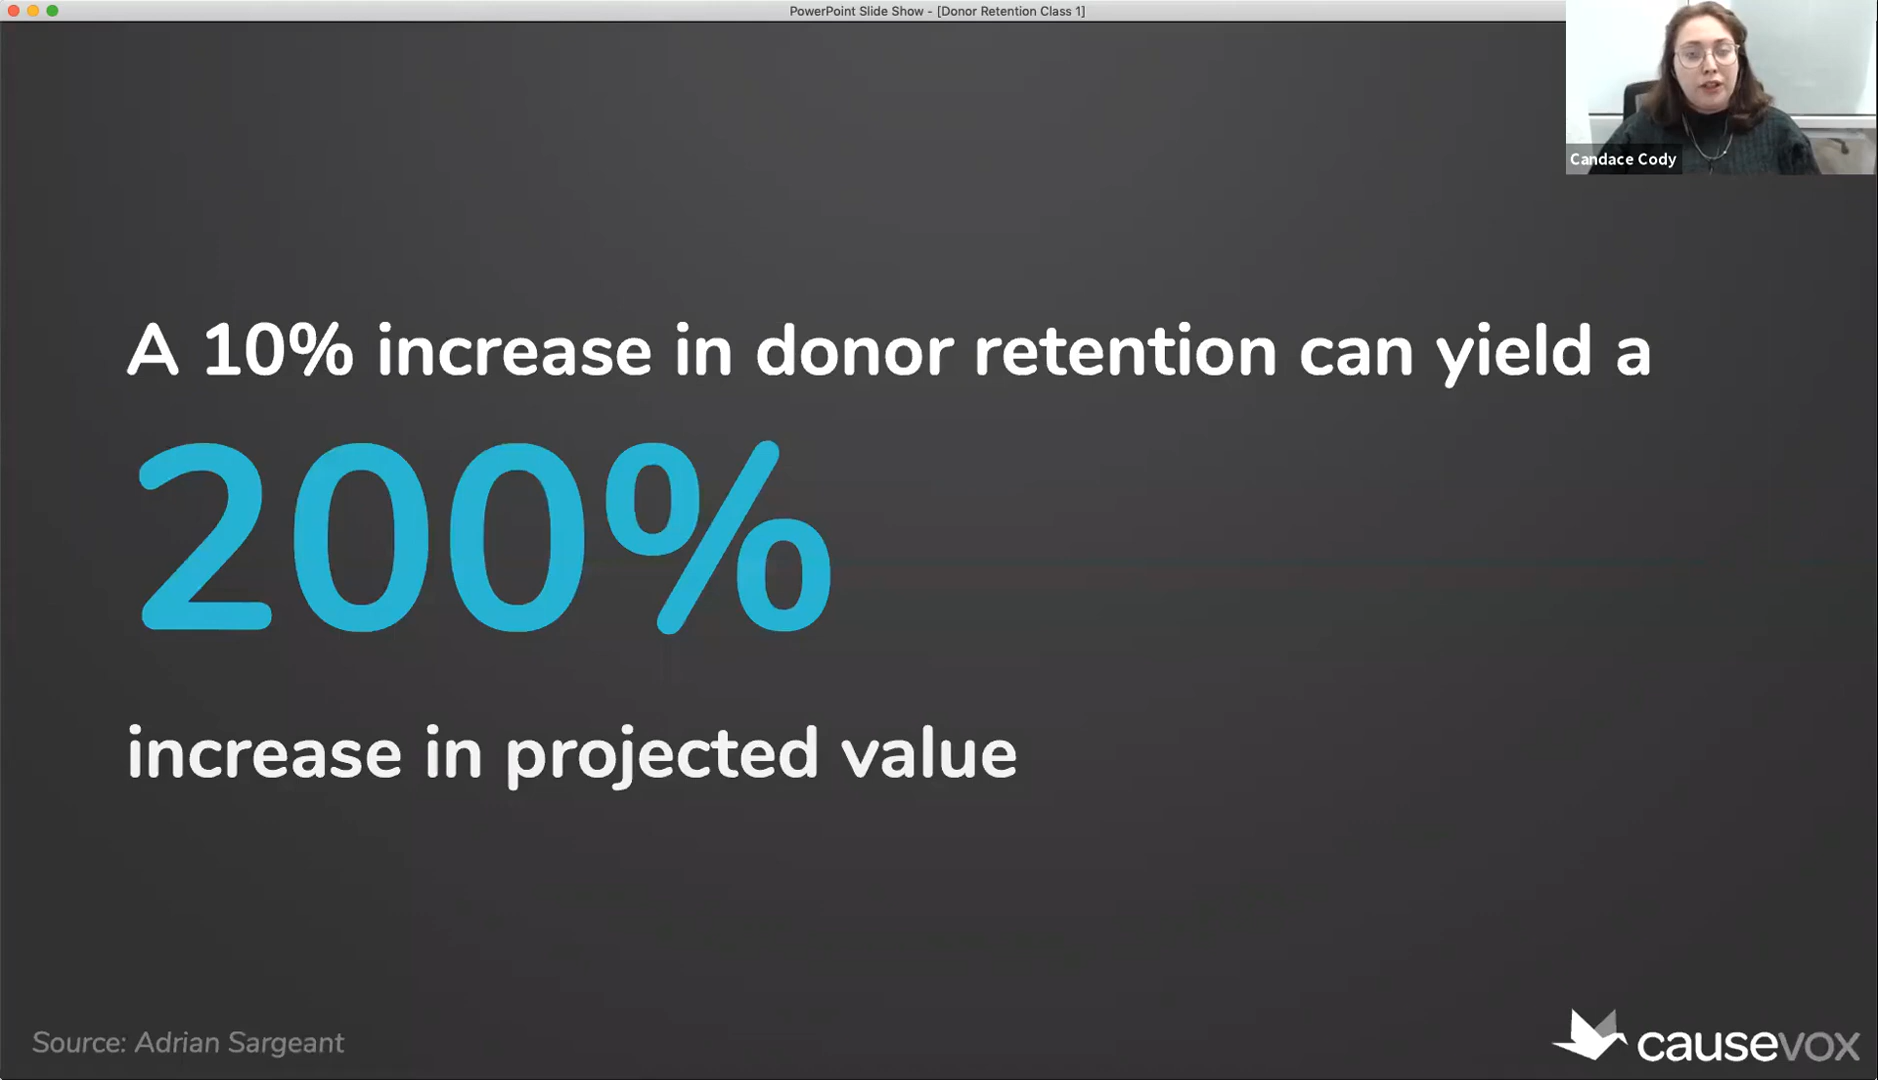 PowerPoint Slide Show - [Donor Retention Class 1]
Candace Cody
A 10% increase in donor retention can yield a
200%
increase in projected value
Source: Adrian Sargeant
causevox